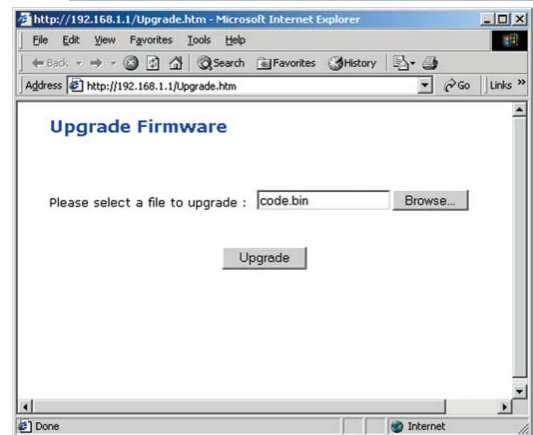 http://192.168.1.1/Upgrade.htm - Microsoft Internet Explorer
File Edit View Favorites Tools Help
Back Search Favorites History
Address http://192.168.1.1/Upgrade.htm Go Links »
Upgrade Firmware
Please select a file to upgrade : code.bin Browse...
Upgrade
Done Internet